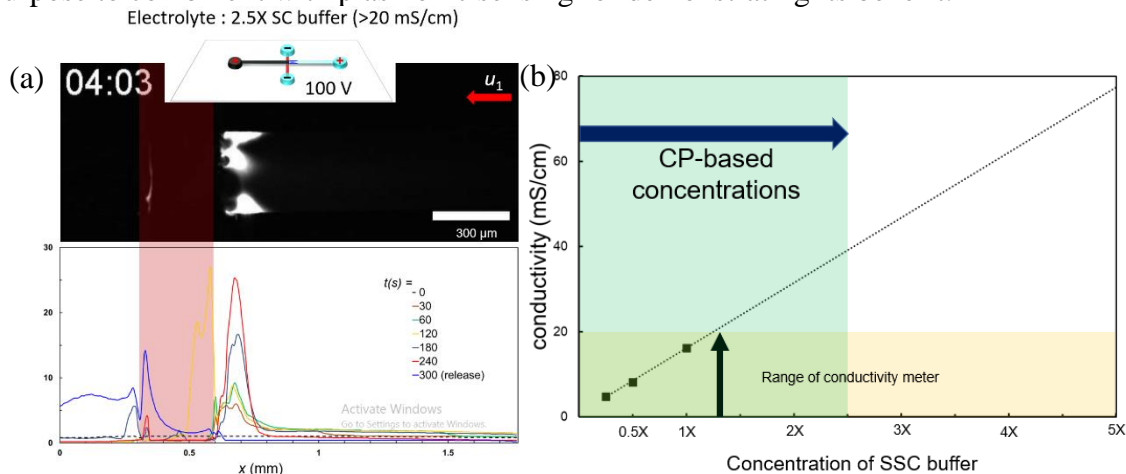 Electrolyte : 2.5X SC buffer (>20 mS/cm)
(a)
04:03
100 V
u1
300 µm
30
20
10
0
t(s) =
0
30
60
120
180
240
300 (release)
Activate Windows
Go to Settings to activate Windows.
0
0.5
1
1.5
x (mm)
(b)
80
60
40
20
0
conductivity (mS/cm)
CP-based
concentrations
Range of conductivity meter
0.5X
1X
2X
3X
4X
5X
Concentration of SSC buffer